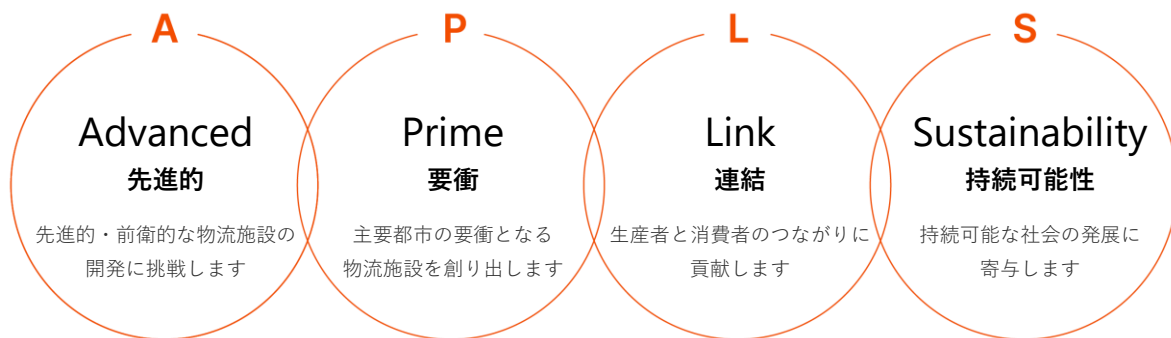 A
Advanced
先進的
先進的・前衛的な物流施設の
開発に挑戦します
P
Prime
要衝
主要都市の要衝となる
物流施設を創り出します
L
Link
連結
生産者と消費者のつながりに
貢献します
S
Sustainability
持続可能性
持続可能な社会の発展に
寄与します